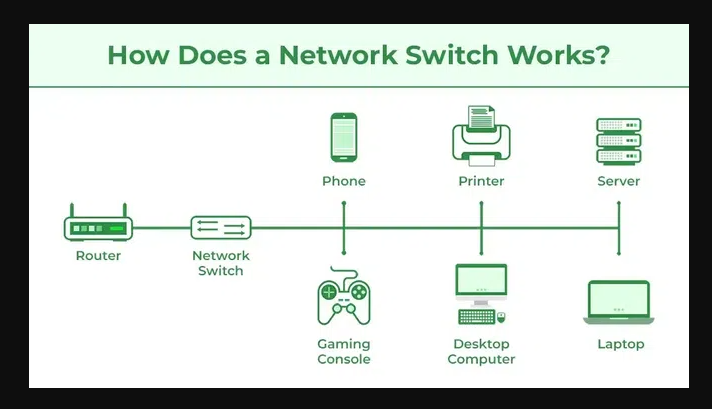 How Does a Network Switch Works?
Phone
Printer
Server
Router
Network
Switch
Gaming
Console
Desktop
Computer
Laptop